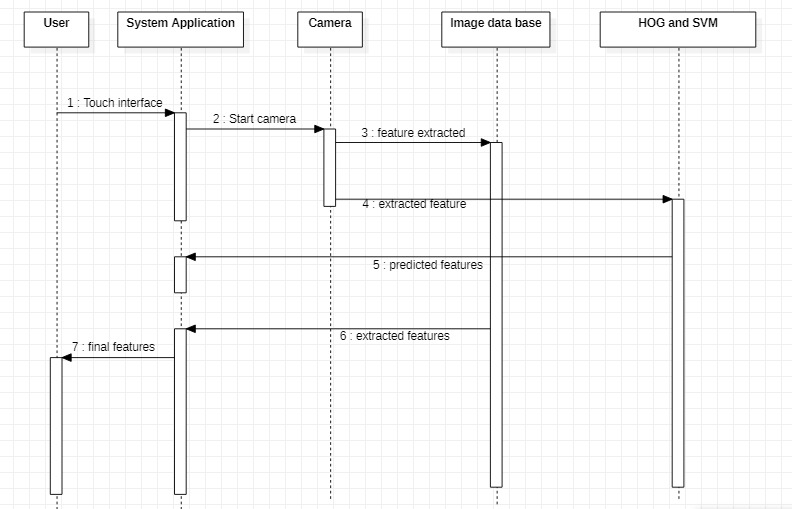 User
System Application
Camera
Image data base
HOG and SVM
1 : Touch interface
2 : Start camera
3 : feature extracted
4 : extracted feature
5 : predicted features
6 : extracted features
7 : final features